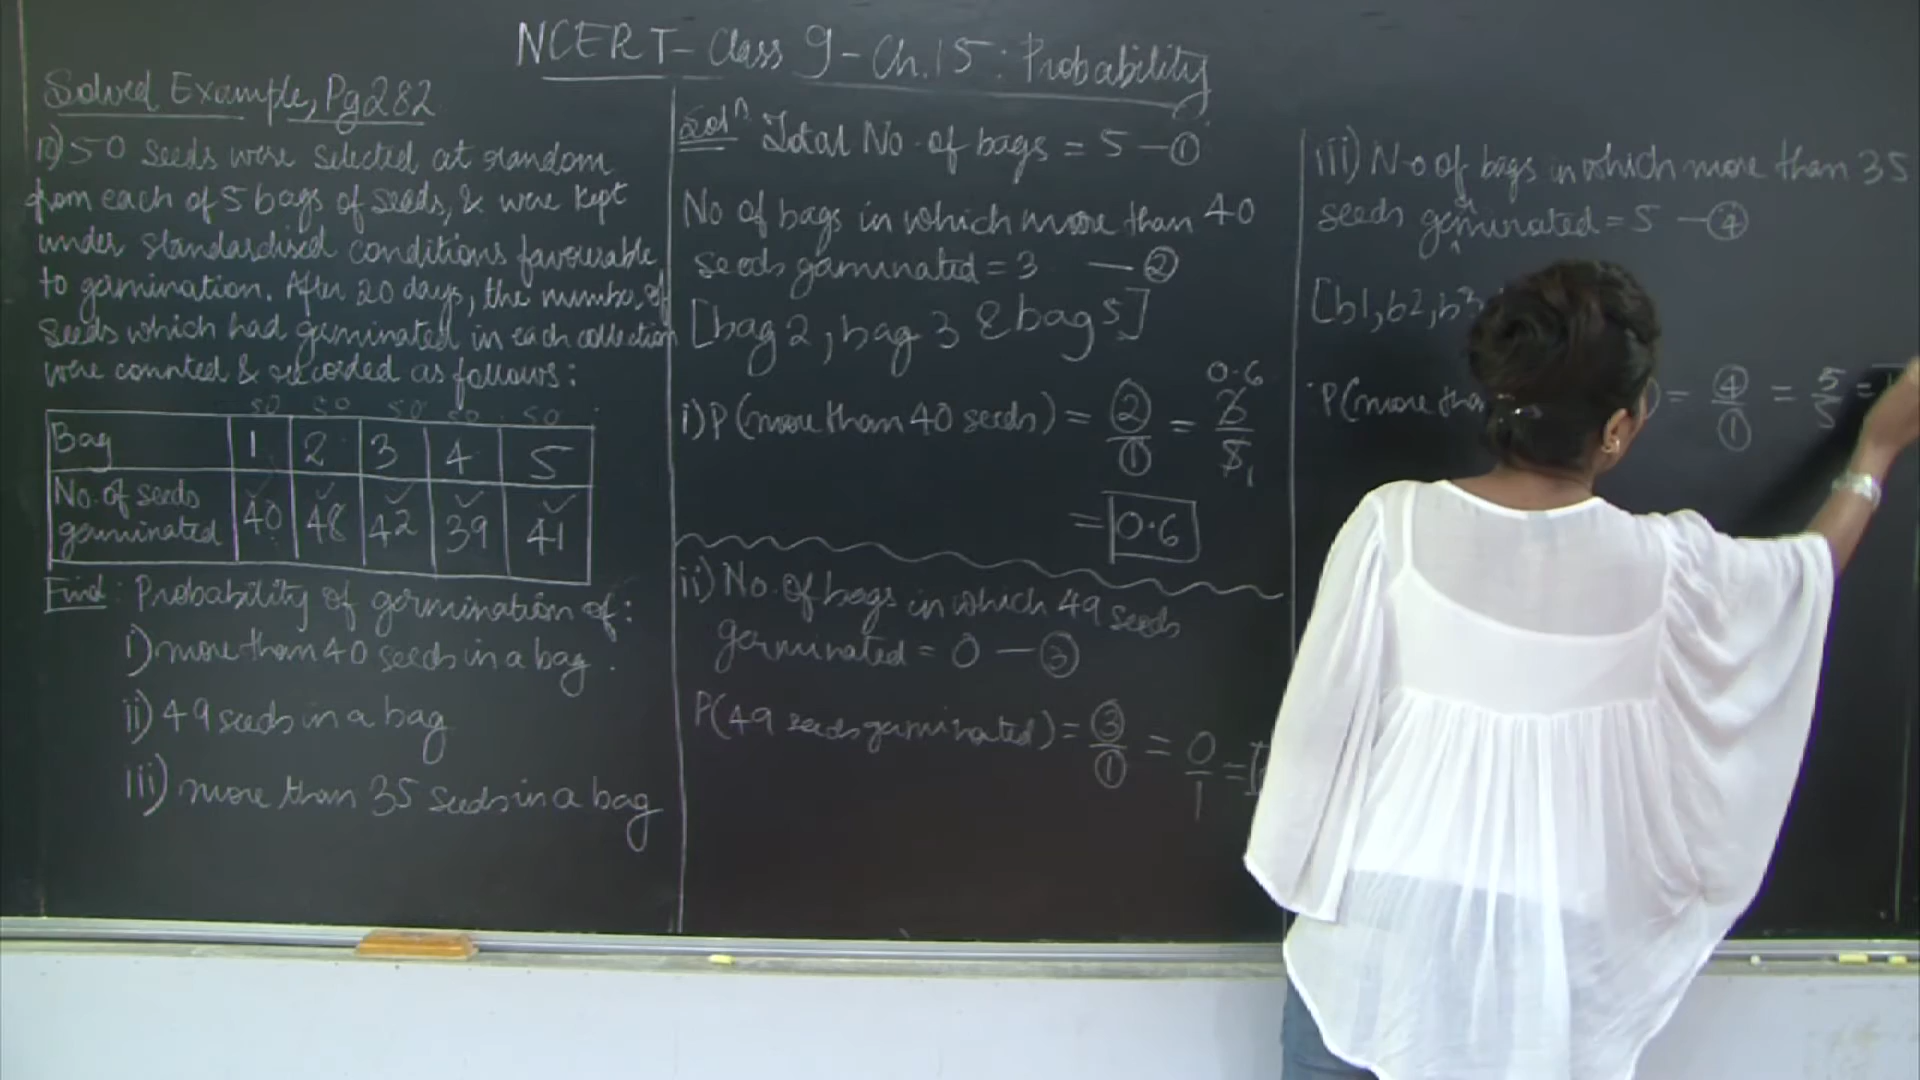 NCERT - Class 9 - Ch.15 : Probability
Solved Example, Pg 282
50 seeds were selected at random
from each of 5 bags of seeds, & were kept
under standardised conditions favourable
to germination. After 20 days, the number of
seeds which had germinated in each collection
were counted & recorded as follows :
50 50 50 50 50
Bag 1 2 3 4 5
No. of seeds
germinated 40 48 42 39 41
Find : Probability of germination of :
i) more than 40 seeds in a bag .
ii) 49 seeds in a bag
iii) more than 35 seeds in a bag
Solⁿ Total No. of bags = 5 — ①
No of bags in which more than 40
seeds germinated = 3 — ②
[bag 2, bag 3 & bag 5]
i) P (more than 40 seeds) = ②/① = 3/5
0.6
1
= 0.6
ii) No. of bags in which 49 seeds
germinated = 0 — ③
P(49 seeds germinated) = ③/① = 0/1 =
iii) No of bags in which more than 35
seeds germinated = 5 — ④
[b1, b2, b3
P(more than ) = ④/① = 5/5 =